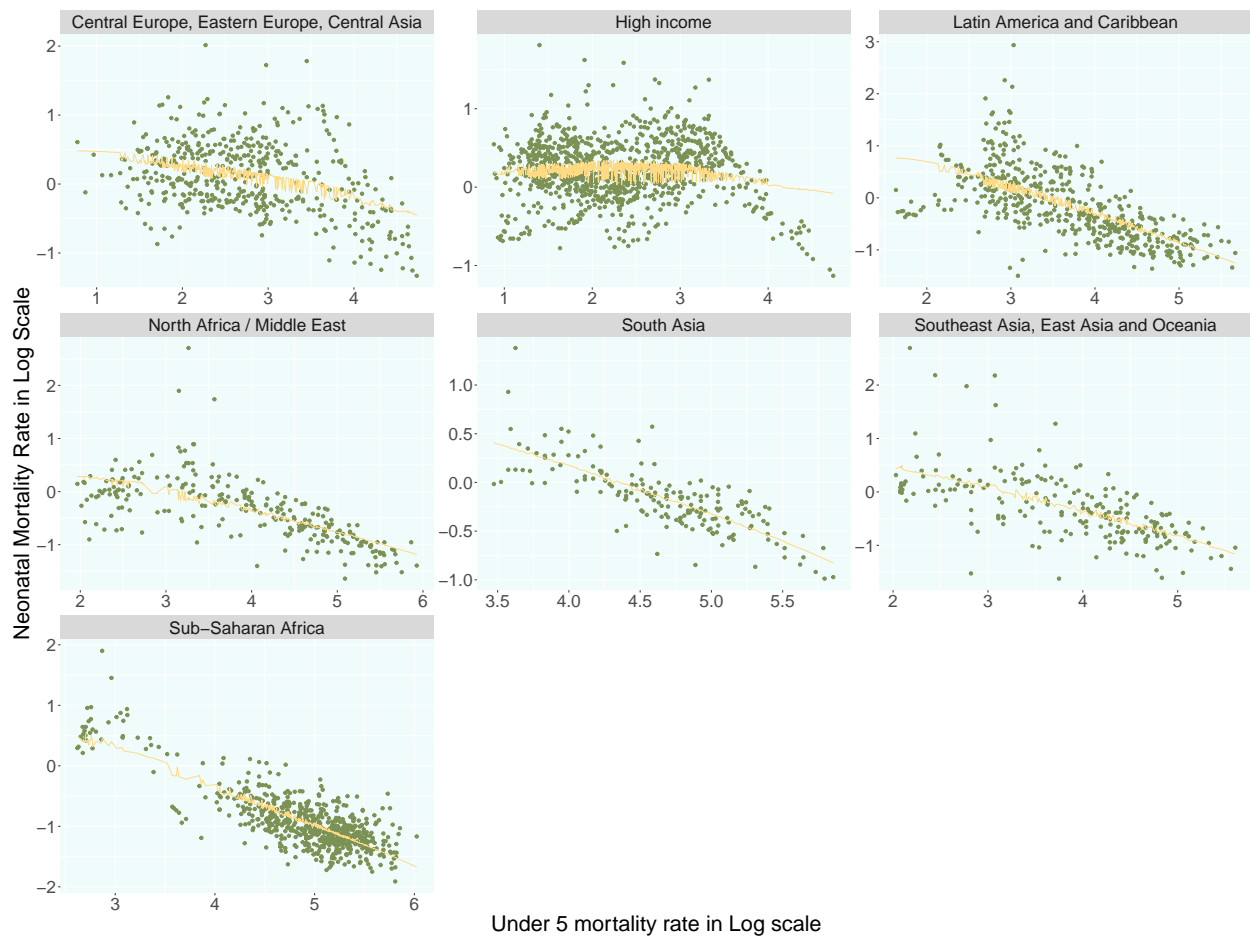 Central Europe, Eastern Europe, Central Asia
High income
Latin America and Caribbean
2
1
0
−1
1
0
−1
3
2
1
0
−1
1 2 3 4
1 2 3 4
2 3 4 5
North Africa / Middle East
South Asia
Southeast Asia, East Asia and Oceania
2
1
0
−1
1.0
0.5
0.0
−0.5
−1.0
2
1
0
−1
2 3 4 5 6
3.5 4.0 4.5 5.0 5.5
2 3 4 5
Sub−Saharan Africa
2
1
0
−1
−2
3 4 5 6
Neonatal Mortality Rate in Log Scale
Under 5 mortality rate in Log scale